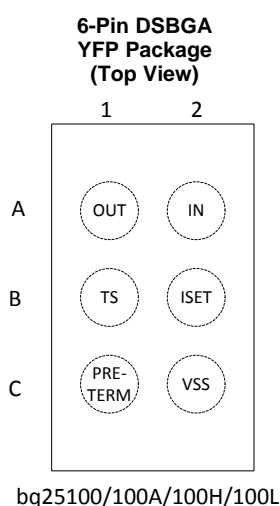 6-Pin DSBGA
YFP Package
(Top View)
1 2
A OUT IN
B TS ISET
C PRE-
TERM VSS
bq25100/100A/100H/100L